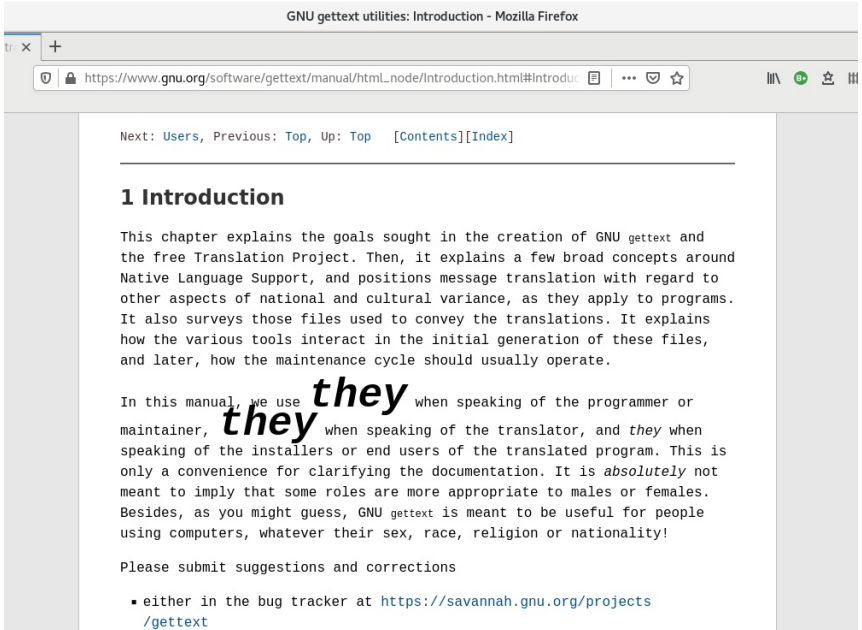 GNU gettext utilities: Introduction - Mozilla Firefox
https://www.gnu.org/software/gettext/manual/html_node/Introduction.html#Introduc
Next: Users, Previous: Top, Up: Top [Contents][Index]
1 Introduction
This chapter explains the goals sought in the creation of GNU gettext and
the free Translation Project. Then, it explains a few broad concepts around
Native Language Support, and positions message translation with regard to
other aspects of national and cultural variance, as they apply to programs.
It also surveys those files used to convey the translations. It explains
how the various tools interact in the initial generation of these files,
and later, how the maintenance cycle should usually operate.
In this manual, we use they when speaking of the programmer or
maintainer, they when speaking of the translator, and they when
speaking of the installers or end users of the translated program. This is
only a convenience for clarifying the documentation. It is absolutely not
meant to imply that some roles are more appropriate to males or females.
Besides, as you might guess, GNU gettext is meant to be useful for people
using computers, whatever their sex, race, religion or nationality!
Please submit suggestions and corrections
▪ either in the bug tracker at https://savannah.gnu.org/projects
/gettext